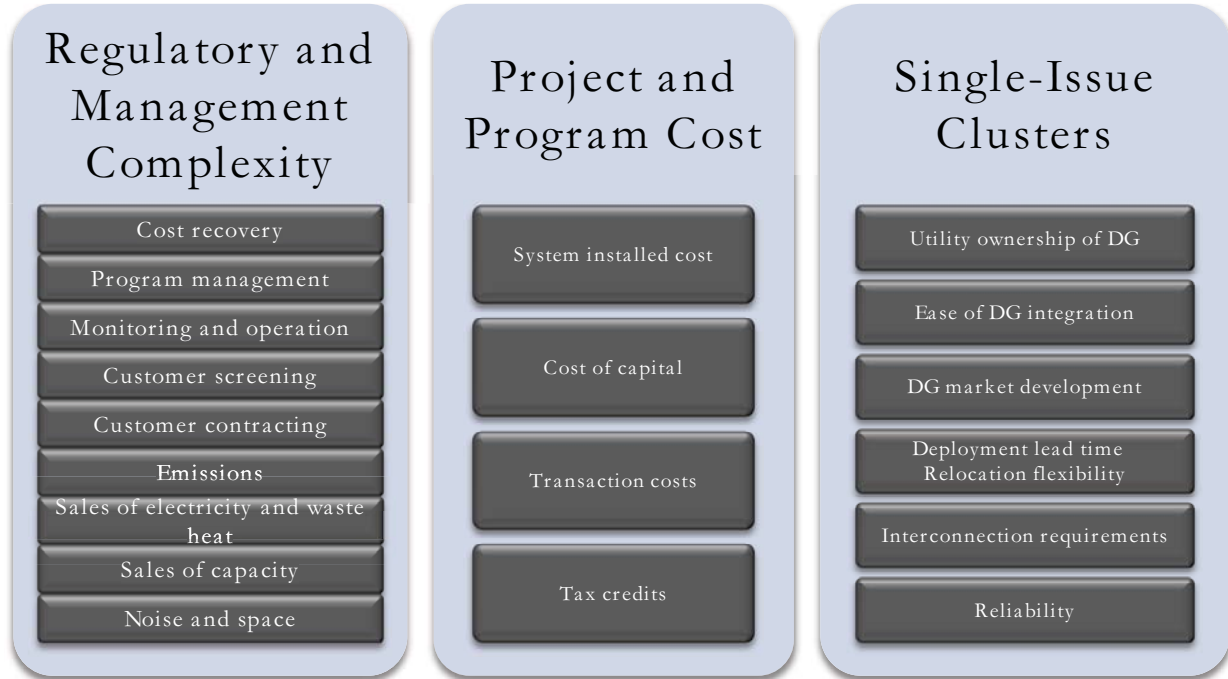 Regulatory and
Management
Complexity
Cost recovery
Program management
Monitoring and operation
Customer screening
Customer contracting
Emissions
Sales of electricity and waste
heat
Sales of capacity
Noise and space
Project and
Program Cost
System installed cost
Cost of capital
Transaction costs
Tax credits
Single-Issue
Clusters
Utility ownership of DG
Ease of DG integration
DG market development
Deployment lead time
Relocation flexibility
Interconnection requirements
Reliability